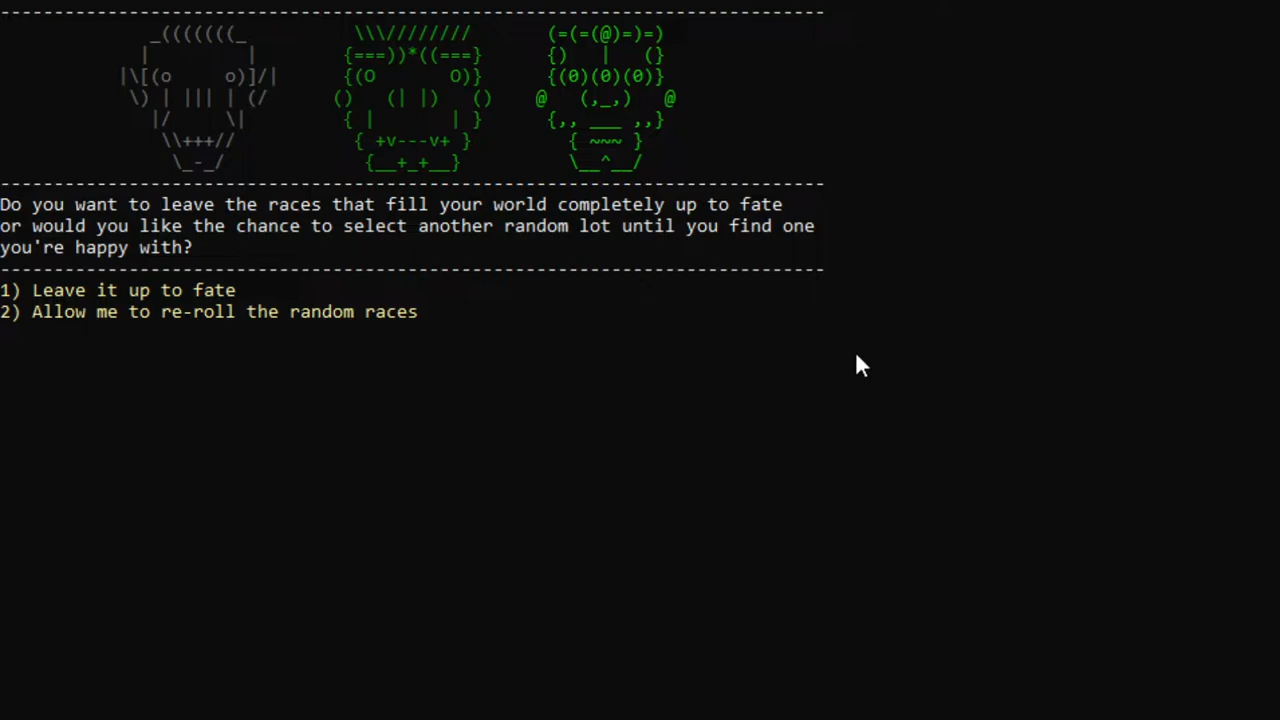 Do you want to leave the races that fill your world completely up to fate
or would you like the chance to select another random lot until you find one
you're happy with?
1) Leave it up to fate
2) Allow me to re-roll the random races